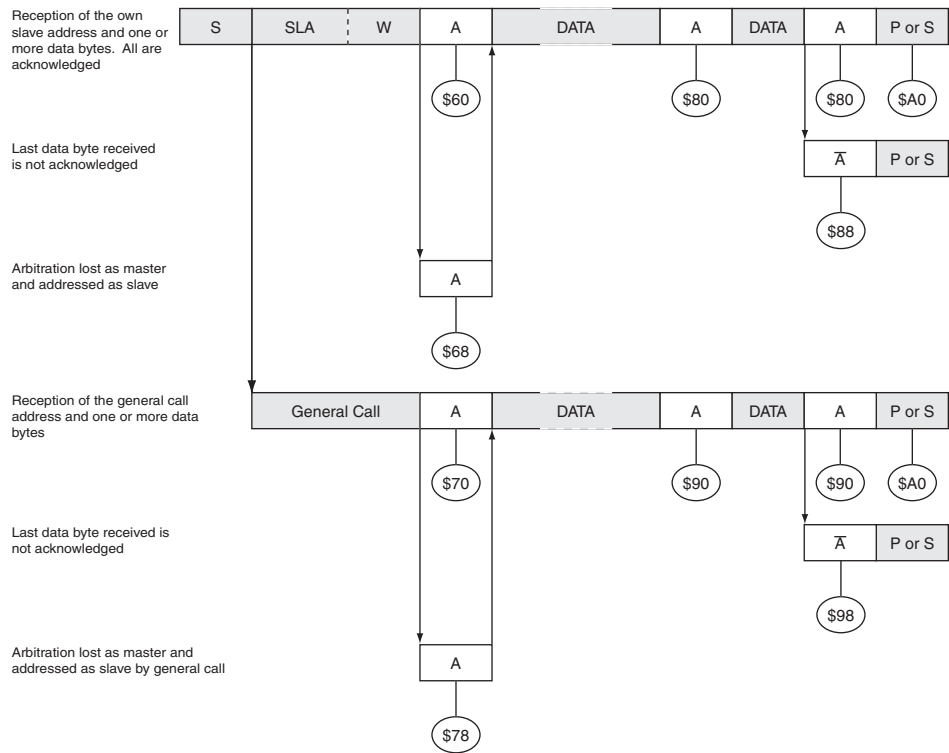 Reception of the own
slave address and one or
more data bytes. All are
acknowledged
S SLA W A DATA A DATA A P or S
$60 $80 $80 $A0
Last data byte received
is not acknowledged
A̅ P or S
$88
Arbitration lost as master
and addressed as slave
A
$68
Reception of the general call
address and one or more data
bytes
General Call A DATA A DATA A P or S
$70 $90 $90 $A0
Last data byte received is
not acknowledged
A̅ P or S
$98
Arbitration lost as master and
addressed as slave by general call
A
$78